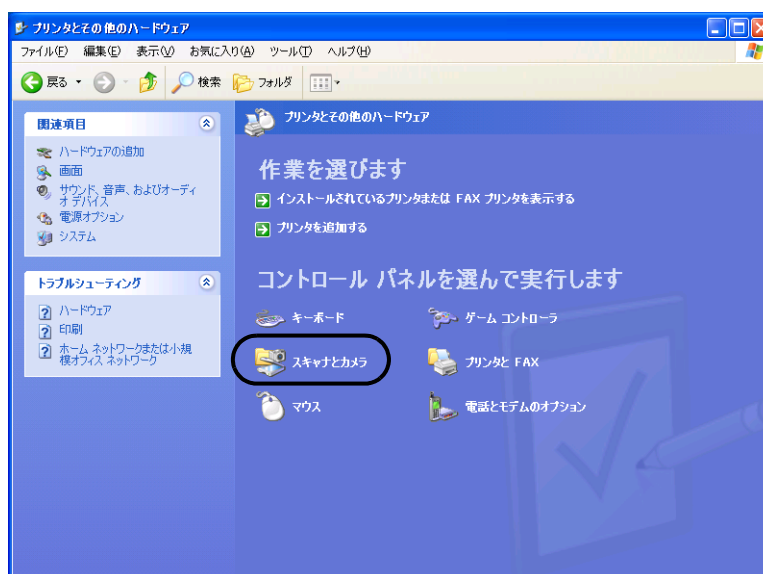 プリンタとその他のハードウェア
ファイル(F) 編集(E) 表示(V) お気に入り(A) ツール(T) ヘルプ(H)
戻る 検索 フォルダ
関連項目
ハードウェアの追加
画面
サウンド、音声、およびオーディ
オ デバイス
電源オプション
システム
トラブルシューティング
ハードウェア
印刷
ホーム ネットワークまたは小規
模オフィス ネットワーク
プリンタとその他のハードウェア
作業を選びます
インストールされているプリンタまたは FAX プリンタを表示する
プリンタを追加する
コントロール パネルを選んで実行します
キーボード
ゲーム コントローラ
スキャナとカメラ
プリンタと FAX
マウス
電話とモデムのオプション